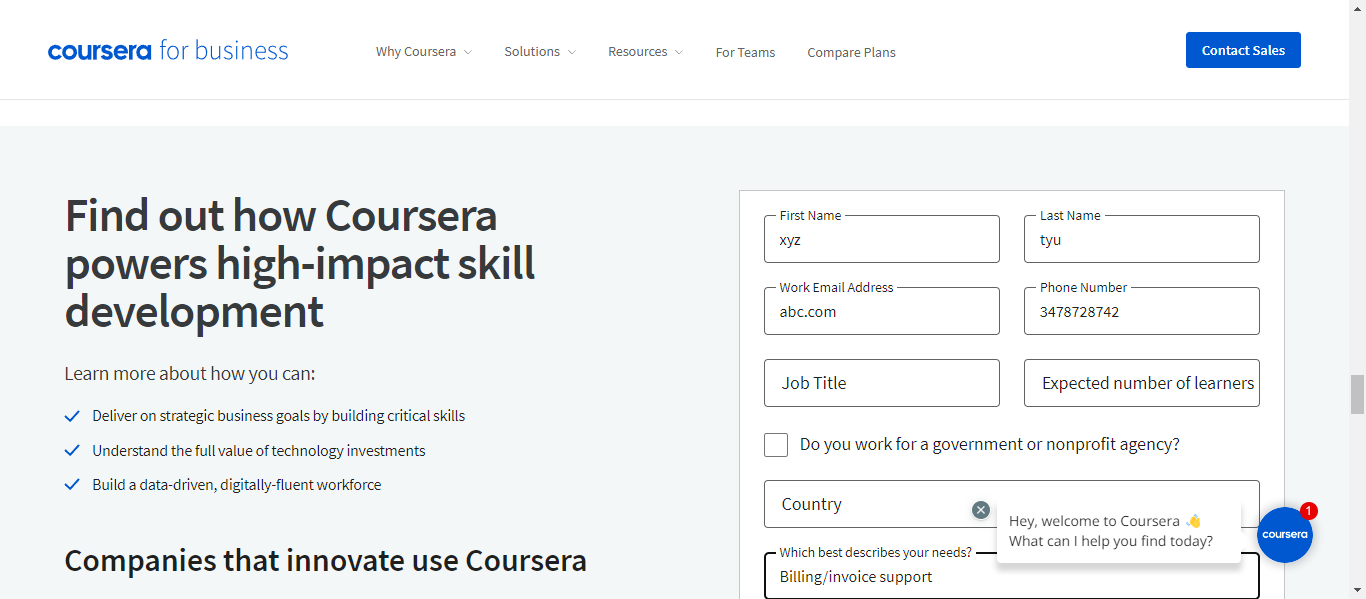 coursera for business
Why Coursera
Solutions
Resources
For Teams
Compare Plans
Contact Sales
Find out how Coursera
powers high-impact skill
development
Learn more about how you can:
Deliver on strategic business goals by building critical skills
Understand the full value of technology investments
Build a data-driven, digitally-fluent workforce
Companies that innovate use Coursera
First Name
xyz
Last Name
tyu
Work Email Address
abc.com
Phone Number
3478728742
Job Title
Expected number of learners
Do you work for a government or nonprofit agency?
Country
Which best describes your needs?
Billing/invoice support
Hey, welcome to Coursera 👋
What can I help you find today?
coursera
1